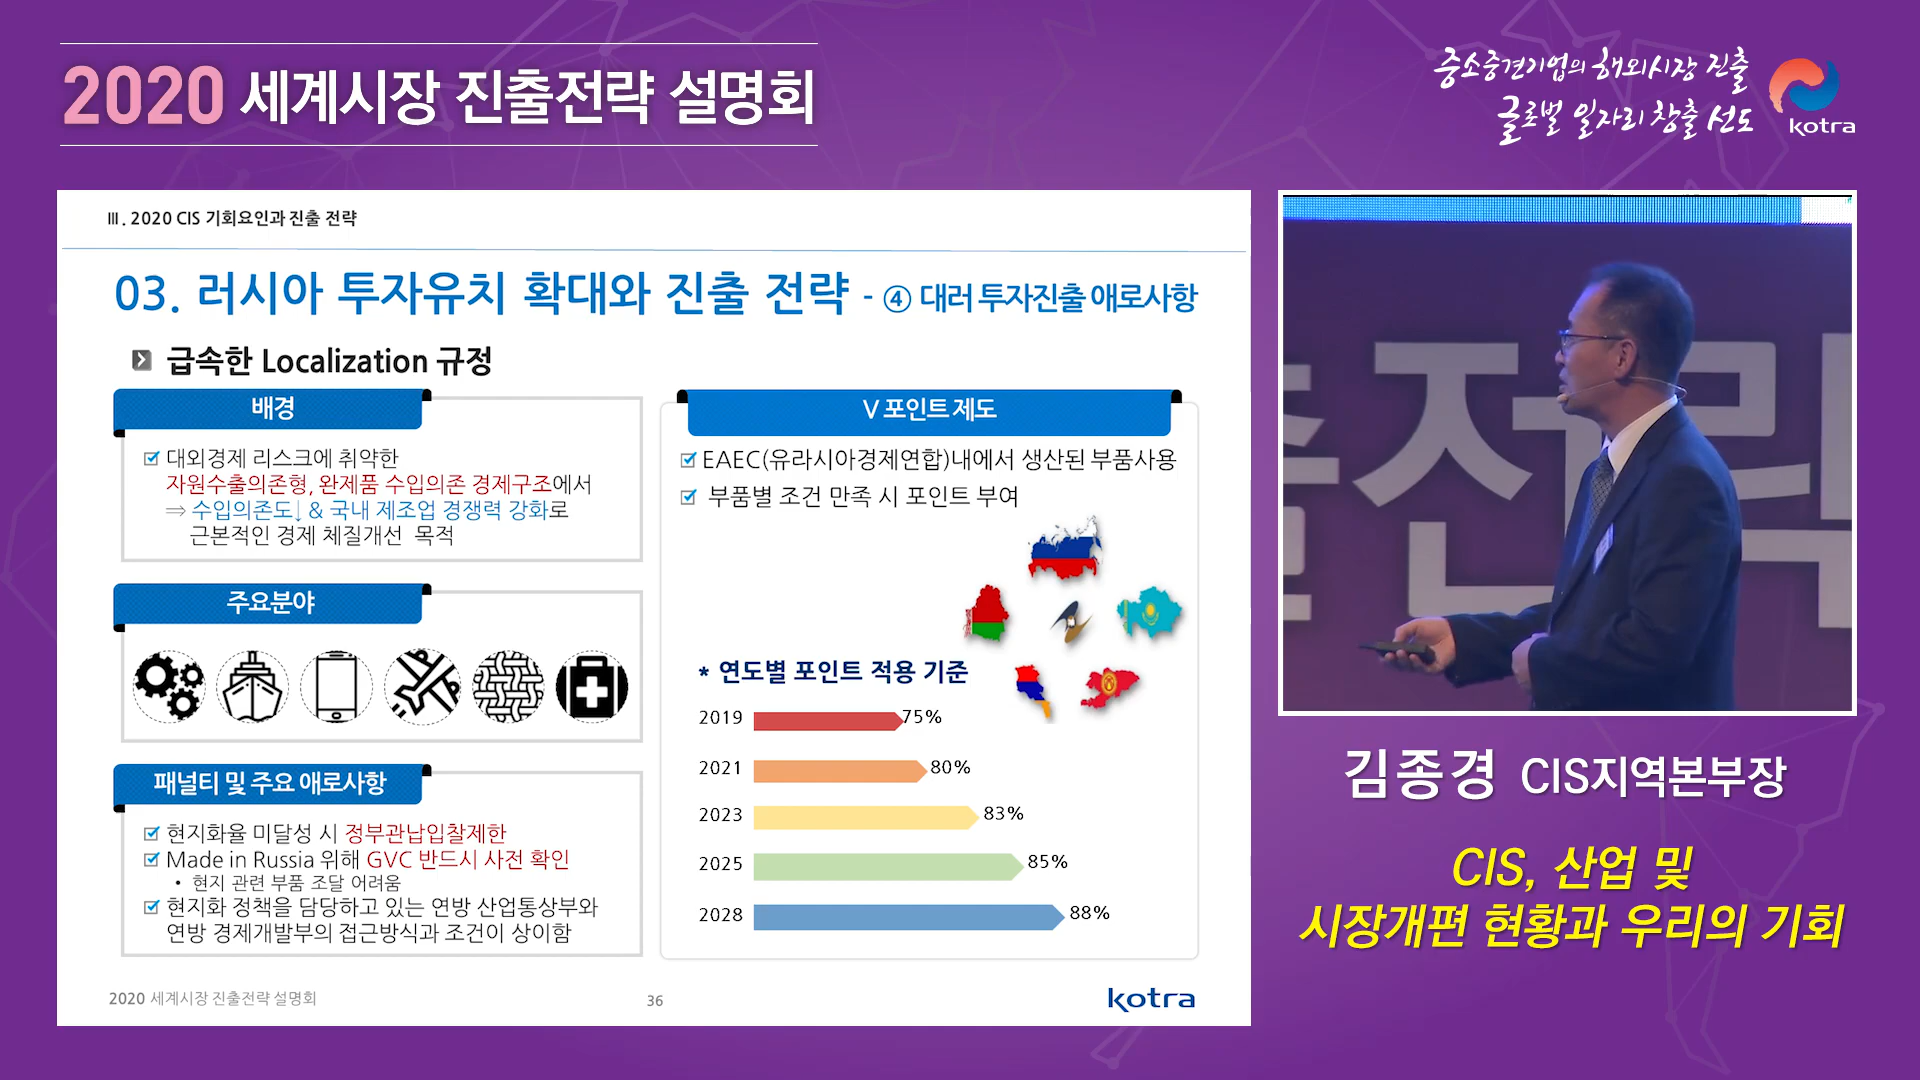 2020 세계시장 진출전략 설명회
중소중견기업의 해외시장 진출
글로벌 일자리 창출 선도
kotra
Ⅲ. 2020 CIS 기회요인과 진출 전략
03. 러시아 투자유치 확대와 진출 전략 - ④ 대러 투자진출 애로사항
급속한 Localization 규정
배경
대외경제 리스크에 취약한
자원수출의존형, 완제품 수입의존 경제구조에서
⇒ 수입의존도↓ & 국내 제조업 경쟁력 강화로
근본적인 경제 체질개선 목적
주요분야
패널티 및 주요 애로사항
현지화율 미달성 시 정부관납입찰제한
Made in Russia 위해 GVC 반드시 사전 확인
• 현지 관련 부품 조달 어려움
현지화 정책을 담당하고 있는 연방 산업통상부와
연방 경제개발부의 접근방식과 조건이 상이함
V 포인트 제도
EAEC(유라시아경제연합)내에서 생산된 부품사용
부품별 조건 만족 시 포인트 부여
* 연도별 포인트 적용 기준
2019 75%
2021 80%
2023 83%
2025 85%
2028 88%
2020 세계시장 진출전략 설명회
36
kotra
출전략
김종경 CIS지역본부장
CIS, 산업 및
시장개편 현황과 우리의 기회